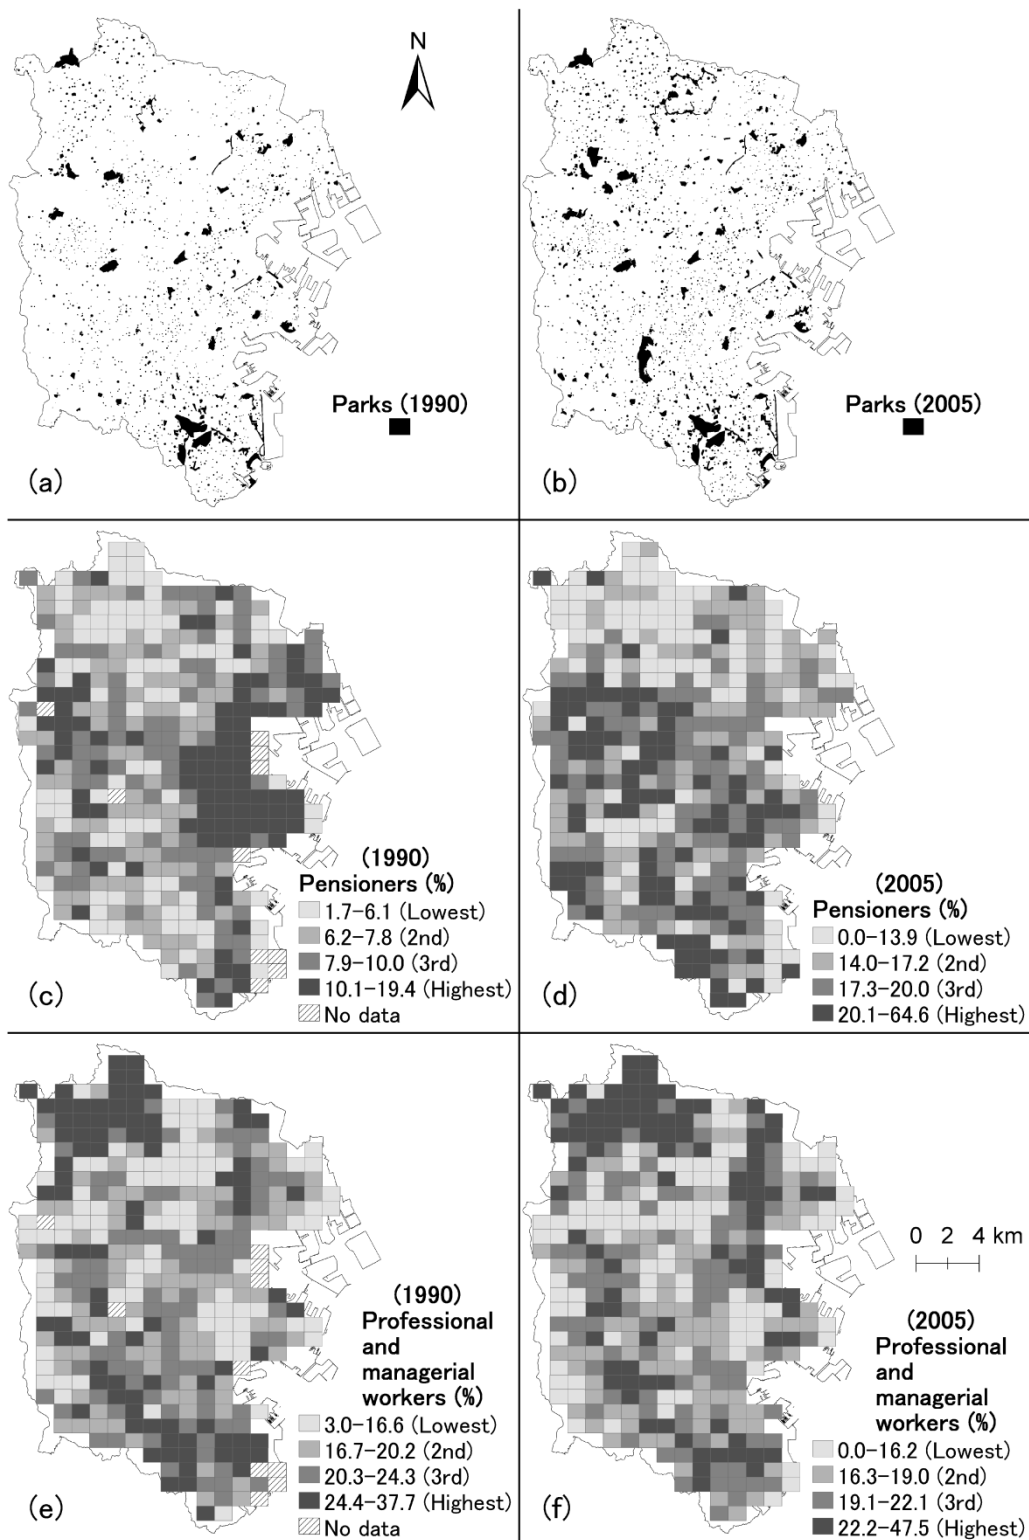 N
Parks (1990)
(a)
Parks (2005)
(b)
(1990)
Pensioners (%)
1.7–6.1 (Lowest)
6.2–7.8 (2nd)
7.9–10.0 (3rd)
10.1–19.4 (Highest)
No data
(c)
(2005)
Pensioners (%)
0.0–13.9 (Lowest)
14.0–17.2 (2nd)
17.3–20.0 (3rd)
20.1–64.6 (Highest)
(d)
(1990)
Professional
and
managerial
workers (%)
3.0–16.6 (Lowest)
16.7–20.2 (2nd)
20.3–24.3 (3rd)
24.4–37.7 (Highest)
No data
(e)
0 2 4 km
(2005)
Professional
and
managerial
workers (%)
0.0–16.2 (Lowest)
16.3–19.0 (2nd)
19.1–22.1 (3rd)
22.2–47.5 (Highest)
(f)